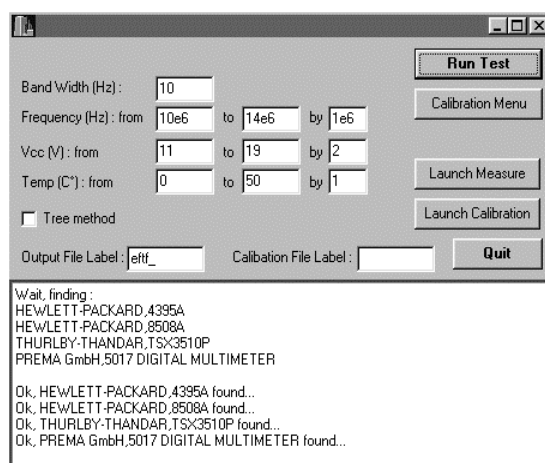 Run Test
Band Width (Hz) : 10
Calibration Menu
Frequency (Hz) : from 10e6 to 14e6 by 1e6
Vcc (V) : from 11 to 19 by 2
Launch Measure
Temp (C°) : from 0 to 50 by 1
Tree method
Launch Calibration
Output File Label : eftf_ Calibation File Label :
Quit
Wait, finding :
HEWLETT-PACKARD,4395A
HEWLETT-PACKARD,8508A
THURLBY-THANDAR,TSX3510P
PREMA GmbH,5017 DIGITAL MULTIMETER
Ok, HEWLETT-PACKARD,4395A found...
Ok, HEWLETT-PACKARD,8508A found...
Ok, THURLBY-THANDAR,TSX3510P found...
Ok, PREMA GmbH,5017 DIGITAL MULTIMETER found...